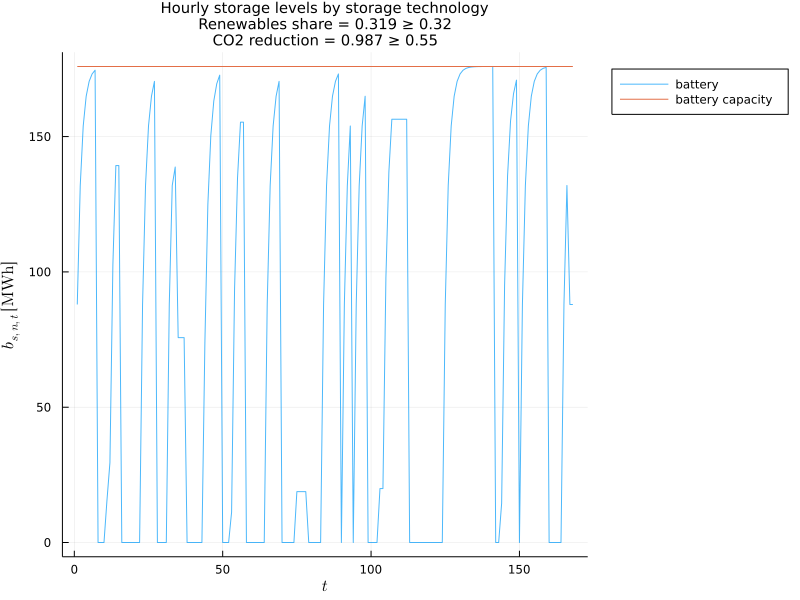 Hourly storage levels by storage technology
Renewables share = 0.319 ≥ 0.32
CO2 reduction = 0.987 ≥ 0.55
battery
battery capacity
150
100
50
0
b_{s, n, t} [MWh]
0 50 100 150
t